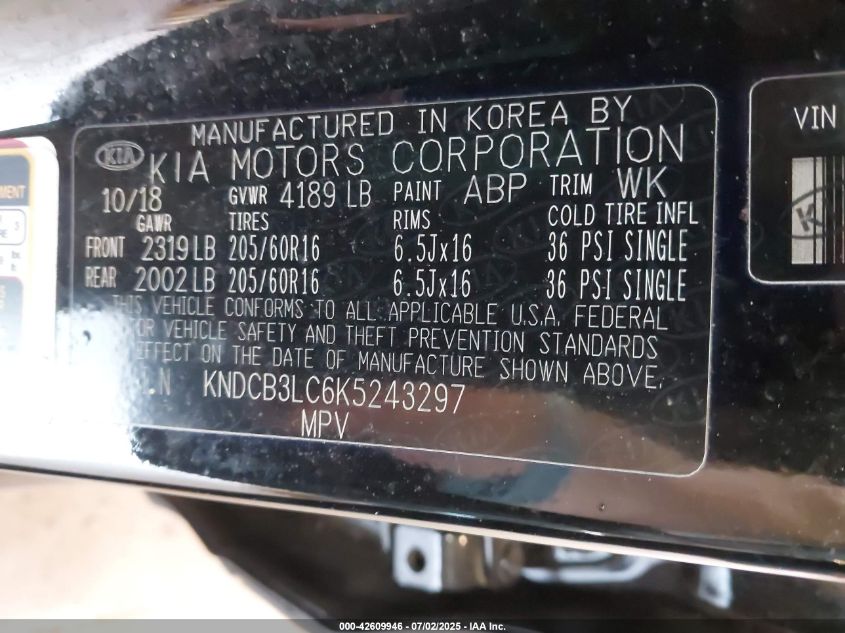 MANUFACTURED IN KOREA BY
KIA KIA MOTORS CORPORATION
10/18 GVWR 4189 LB PAINT ABP TRIM WK
GAWR TIRES RIMS COLD TIRE INFL
FRONT 2319 LB 205/60R16 6.5Jx16 36 PSI SINGLE
REAR 2002 LB 205/60R16 6.5Jx16 36 PSI SINGLE
THIS VEHICLE CONFORMS TO ALL APPLICABLE U.S.A. FEDERAL
VEHICLE SAFETY AND THEFT PREVENTION STANDARDS
EFFECT ON THE DATE OF MANUFACTURE SHOWN ABOVE.
KNDCB3LC6K5243297
MPV
VIN
000-42609946 - 07/02/2025 - IAA Inc.